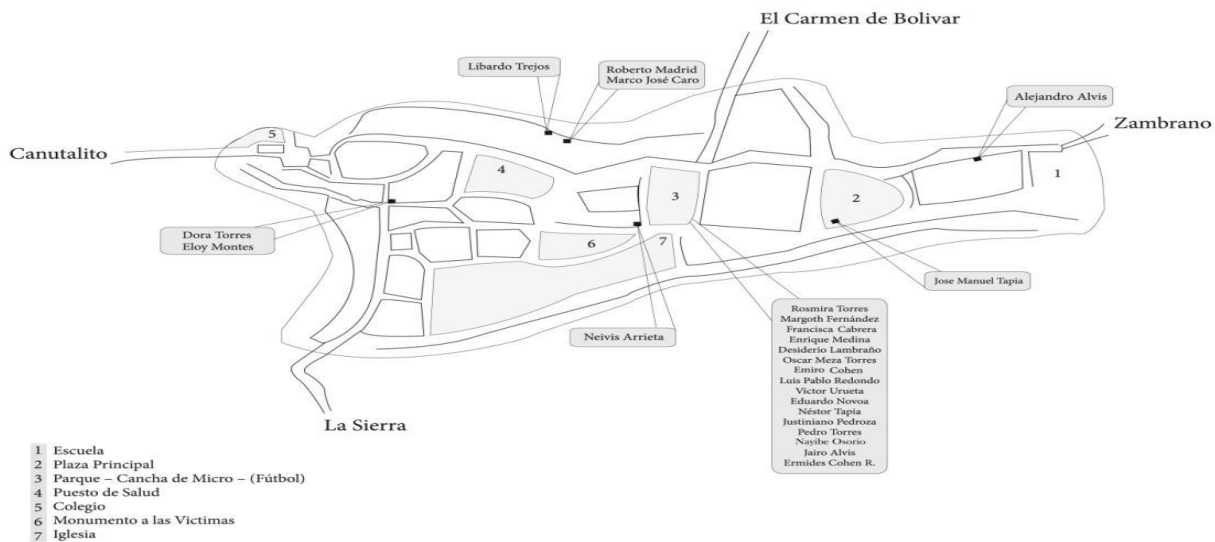 El Carmen de Bolivar
Libardo Trejos
Roberto Madrid
Marco José Caro
Alejandro Alvis
Zambrano
Canutalito
5
4
3
2
1
6
7
Dora Torres
Eloy Montes
Neivis Arrieta
Jose Manuel Tapia
Rosmira Torres
Margoth Fernández
Francisca Cabrera
Enrique Medina
Desiderio Lambraño
Oscar Meza Torres
Emiro Cohen
Luis Pablo Redondo
Víctor Urueta
Eduardo Novoa
Néstor Tapia
Justiniano Pedroza
Pedro Torres
Nayibe Osorio
Jairo Alvis
Ermides Cohen R.
La Sierra
1 Escuela
2 Plaza Principal
3 Parque – Cancha de Micro – (Fútbol)
4 Puesto de Salud
5 Colegio
6 Monumento a las Victimas
7 Iglesia